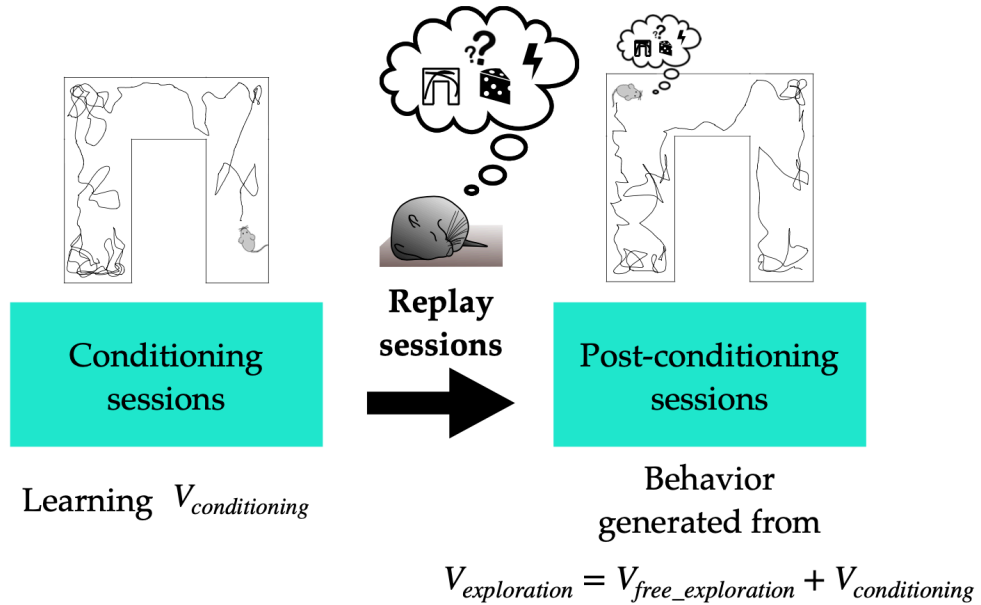 ???
??
Replay
sessions
Conditioning
sessions
Post-conditioning
sessions
Learning V_conditioning
Behavior
generated from
V_exploration = V_free_exploration + V_conditioning